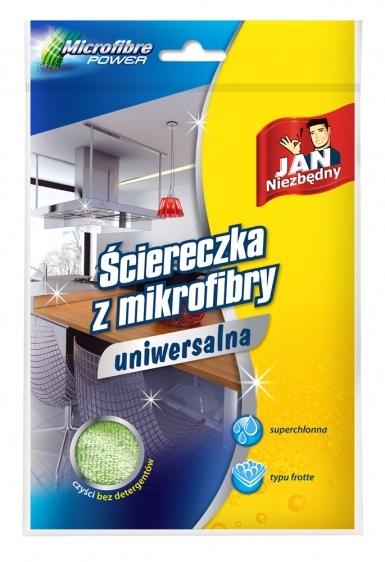 Microfibre
POWER
JAN
Niezbędny
Ściereczka
z mikrofibry
uniwersalna
superchłonna
typu frotte
czyści bez detergentów